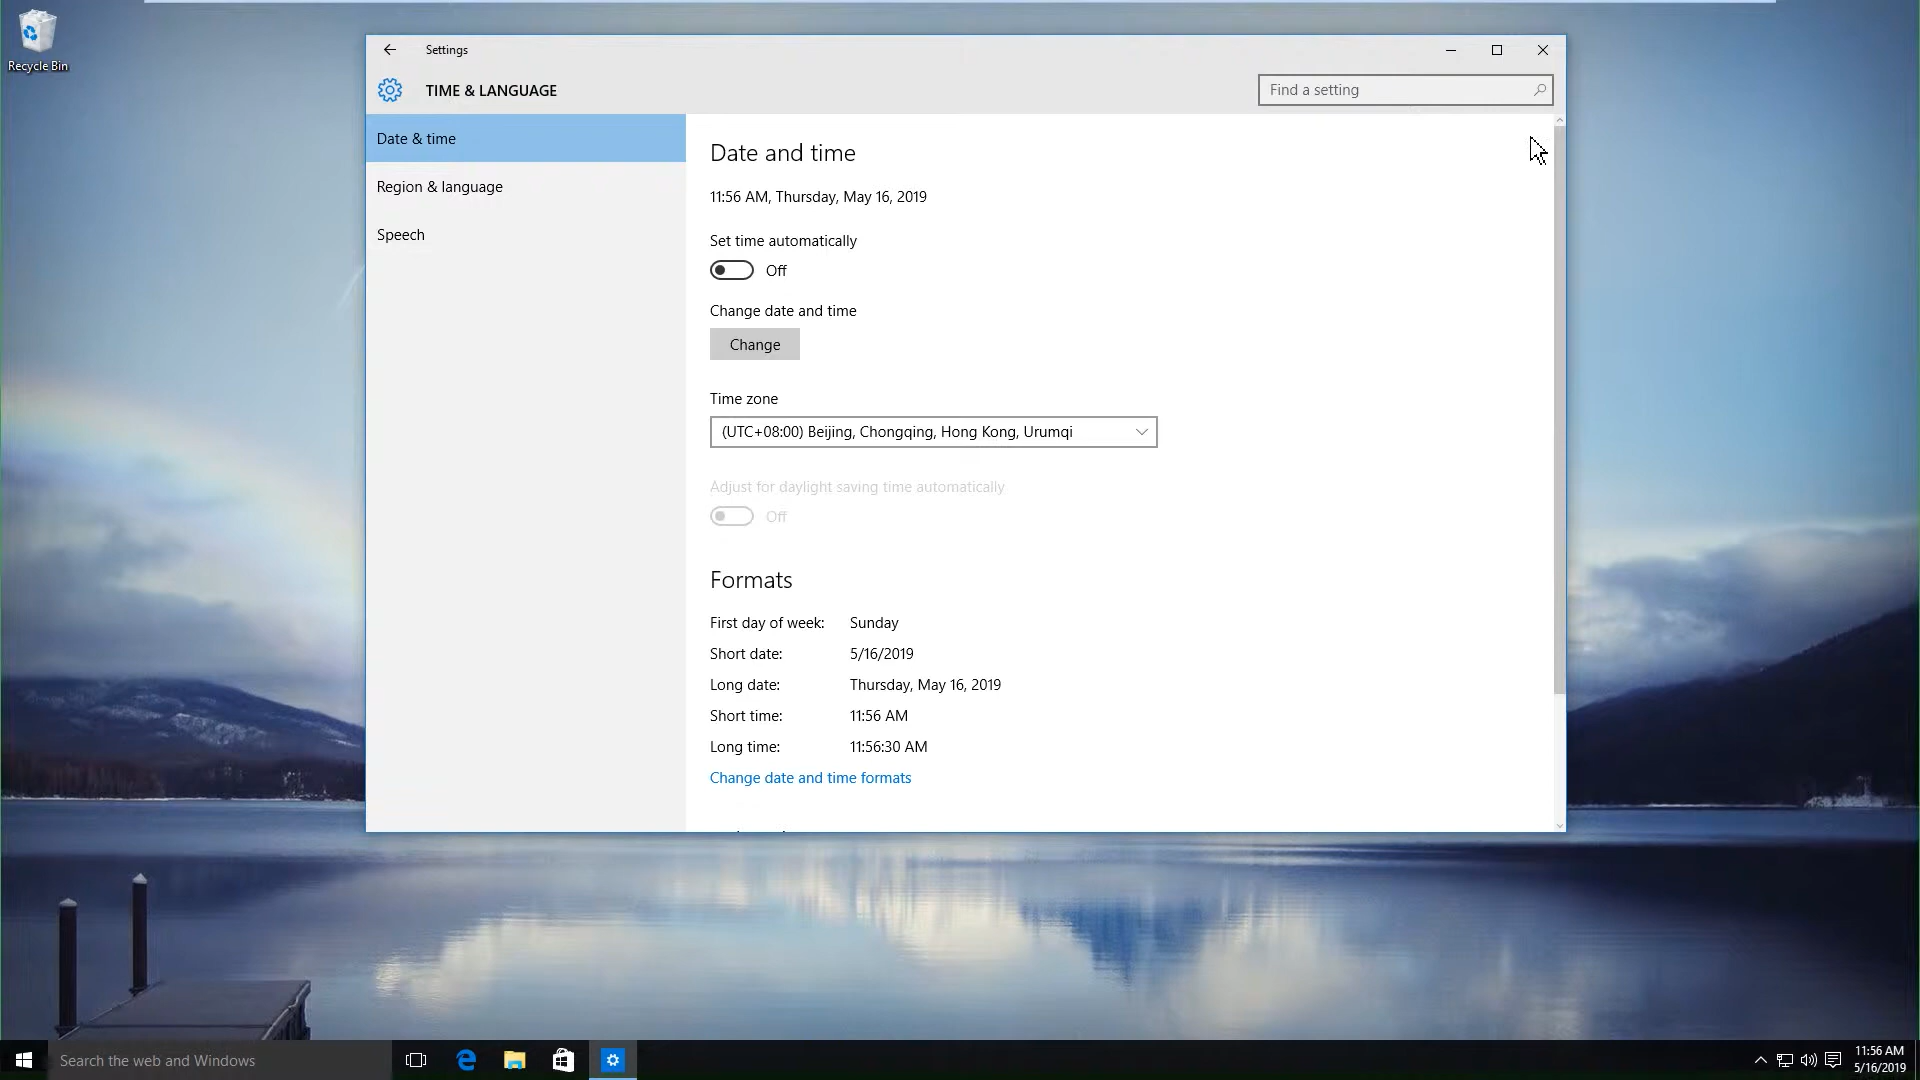 Recycle Bin
Settings
TIME & LANGUAGE
Find a setting
Date & time
Region & language
Speech
Date and time
11:56 AM, Thursday, May 16, 2019
Set time automatically
Off
Change date and time
Change
Time zone
(UTC+08:00) Beijing, Chongqing, Hong Kong, Urumqi
Adjust for daylight saving time automatically
Off
Formats
First day of week: Sunday
Short date: 5/16/2019
Long date: Thursday, May 16, 2019
Short time: 11:56 AM
Long time: 11:56:30 AM
Change date and time formats
Search the web and Windows
11:56 AM
5/16/2019